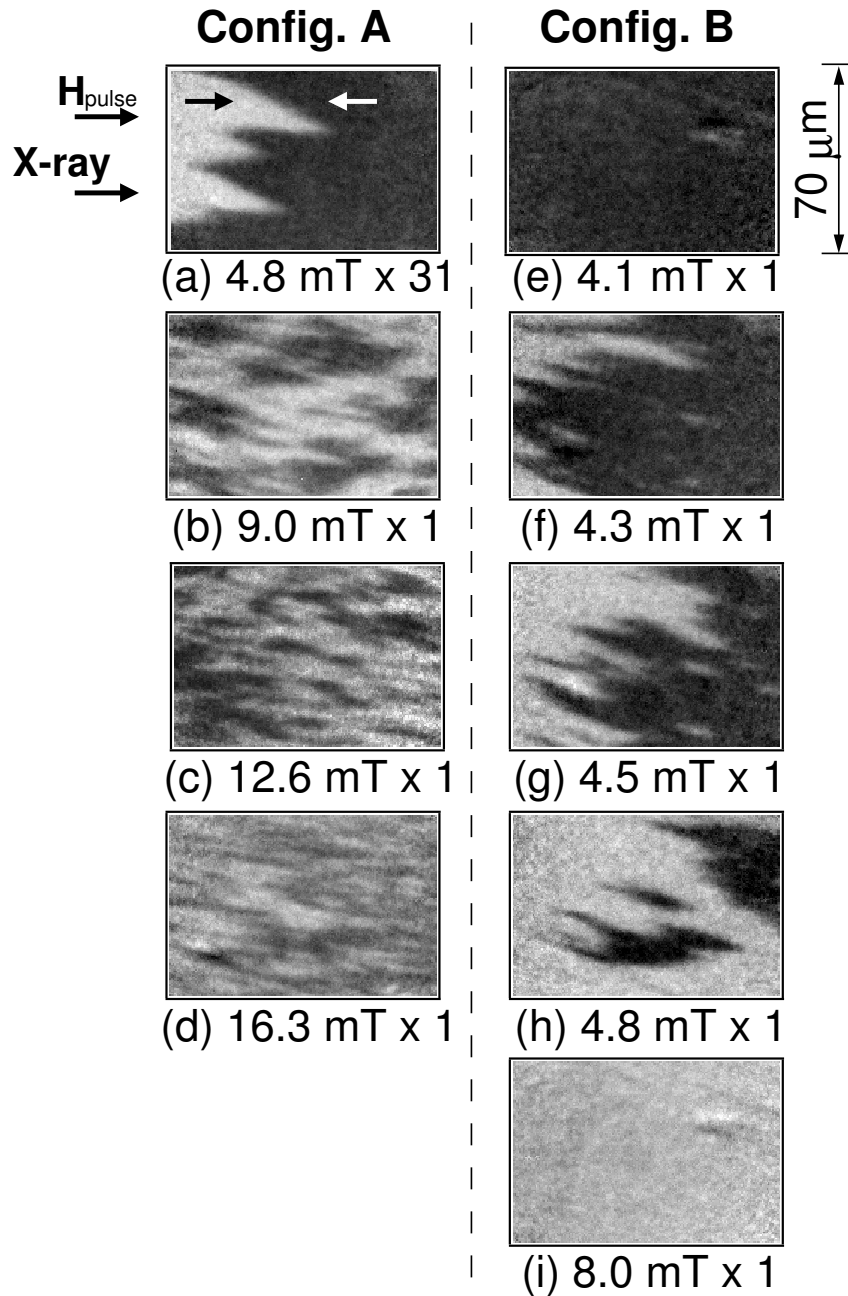 Config. A
Config. B
Hpulse
X-ray
70 μm
(a) 4.8 mT x 31
(e) 4.1 mT x 1
(b) 9.0 mT x 1
(f) 4.3 mT x 1
(c) 12.6 mT x 1
(g) 4.5 mT x 1
(d) 16.3 mT x 1
(h) 4.8 mT x 1
(i) 8.0 mT x 1